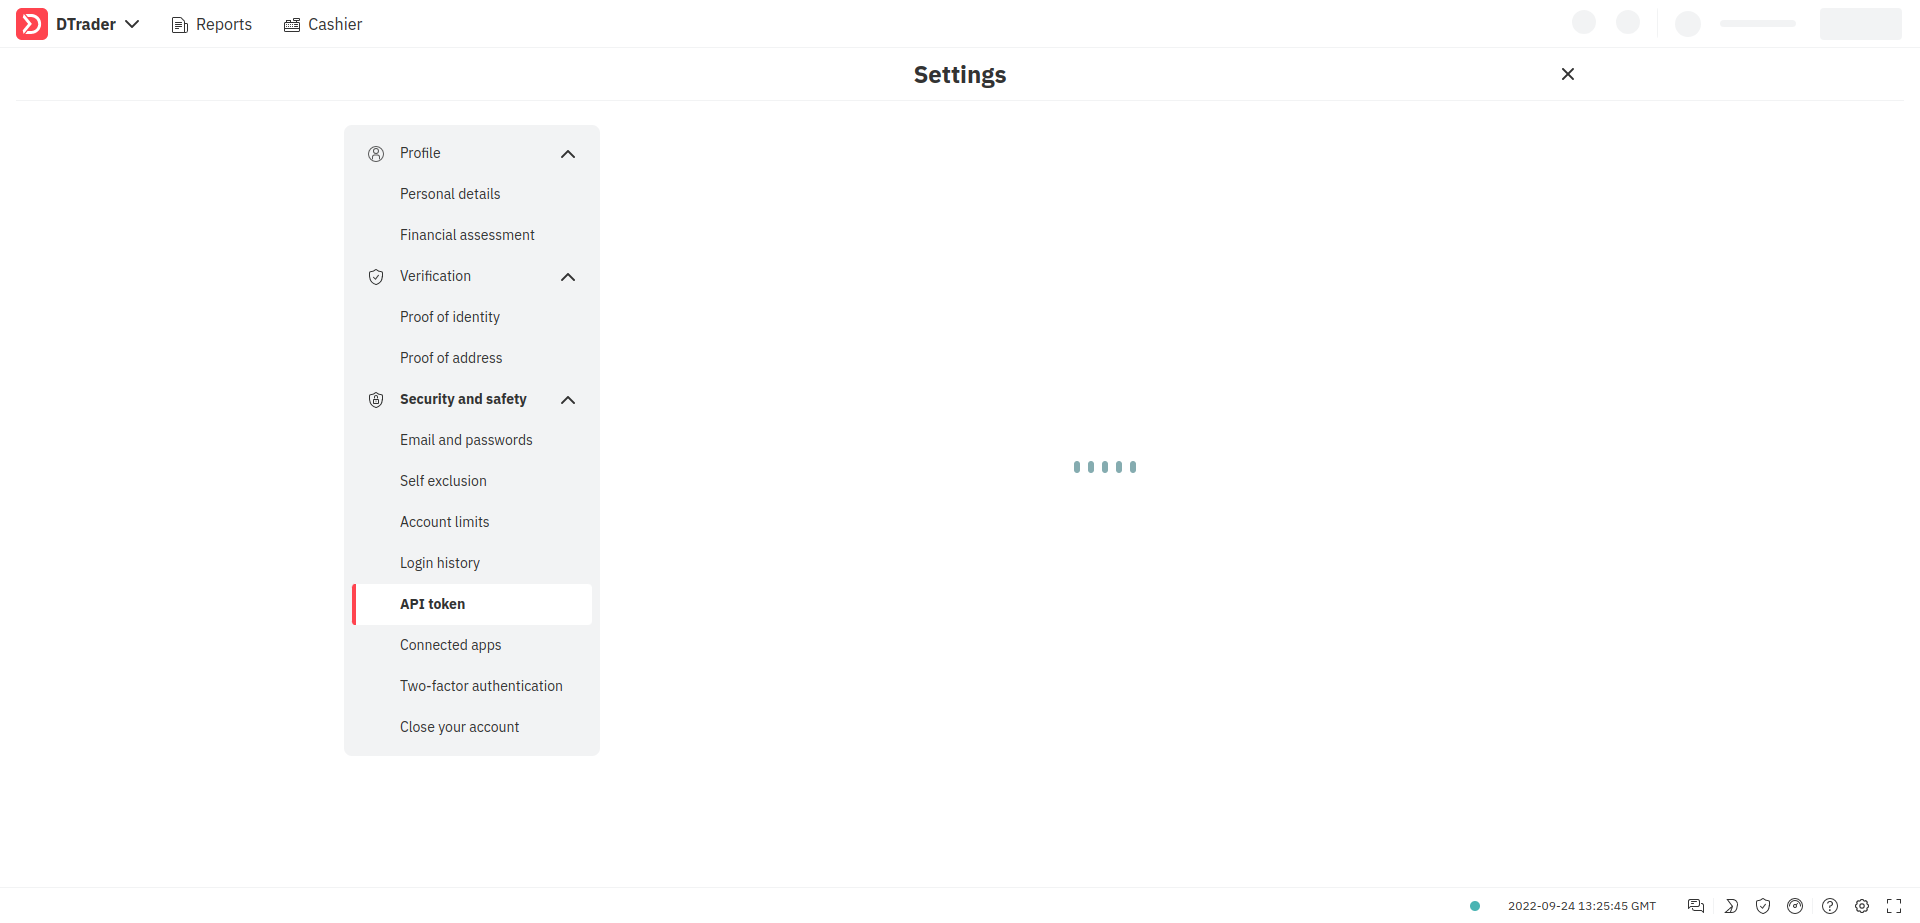 DTrader
Reports
Cashier
Settings
Profile
Personal details
Financial assessment
Verification
Proof of identity
Proof of address
Security and safety
Email and passwords
Self exclusion
Account limits
Login history
API token
Connected apps
Two-factor authentication
Close your account
2022-09-24 13:25:45 GMT